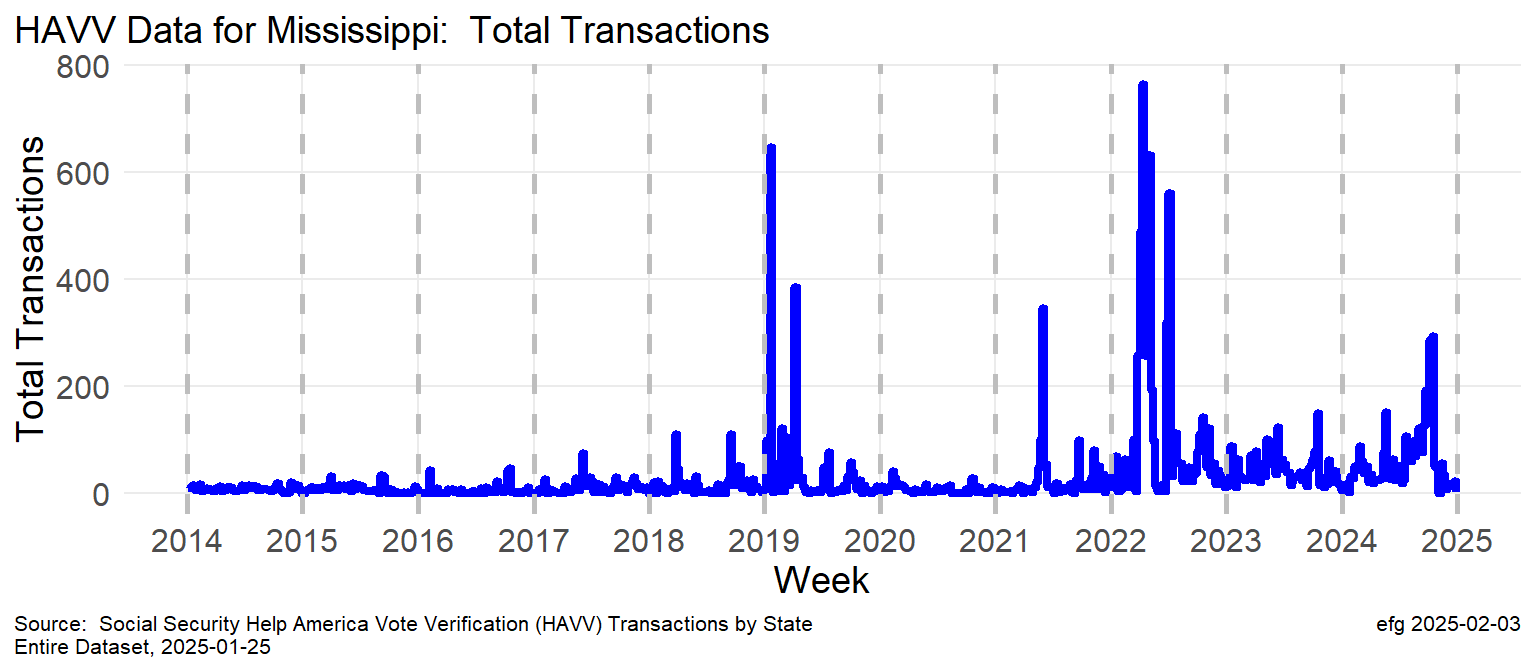 HAVV Data for Mississippi:  Total Transactions
800
600
400
200
0
Total Transactions
2014 2015 2016 2017 2018 2019 2020 2021 2022 2023 2024 2025
Week
Source:  Social Security Help America Vote Verification (HAVV) Transactions by State
Entire Dataset, 2025-01-25
efg 2025-02-03